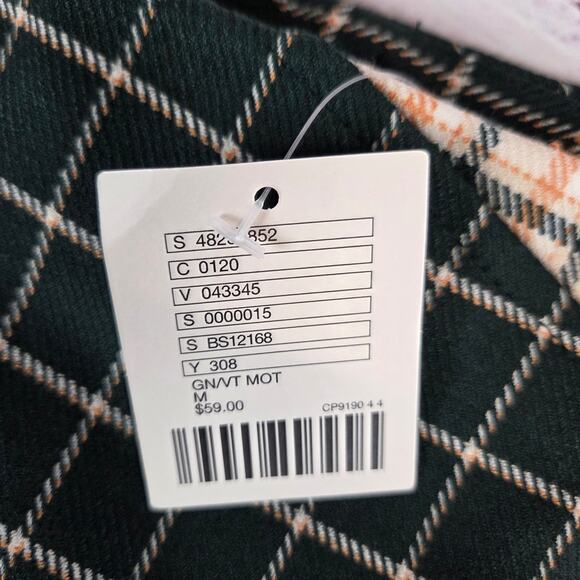 S
C 0120
V 043345
S 0000015
S BS12168
Y 308
GN/VT MOT
M
$59.00
CP9190 4 4